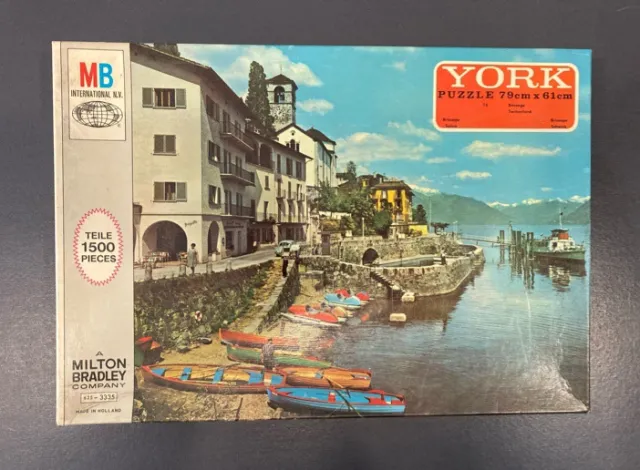 MB
INTERNATIONAL N.V.
TEILE
1500
PIECES
A
MILTON
BRADLEY
COMPANY
MADE IN HOLLAND
YORK
PUZZLE 79cm x 61cm